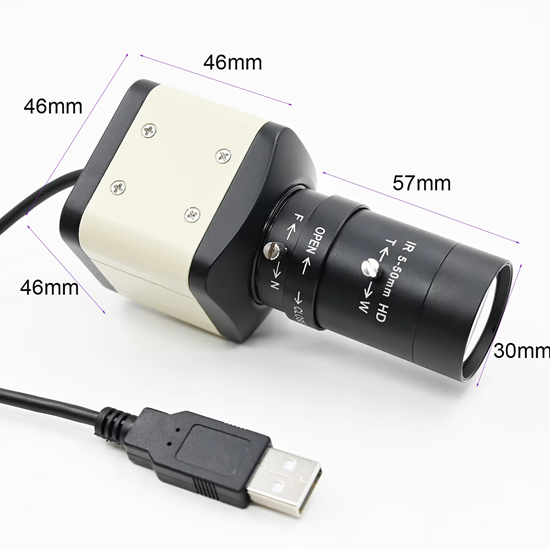 46mm
46mm
57mm
46mm
30mm
F ← → N
OPEN ←
IR 5-50mm HD
T ← → W